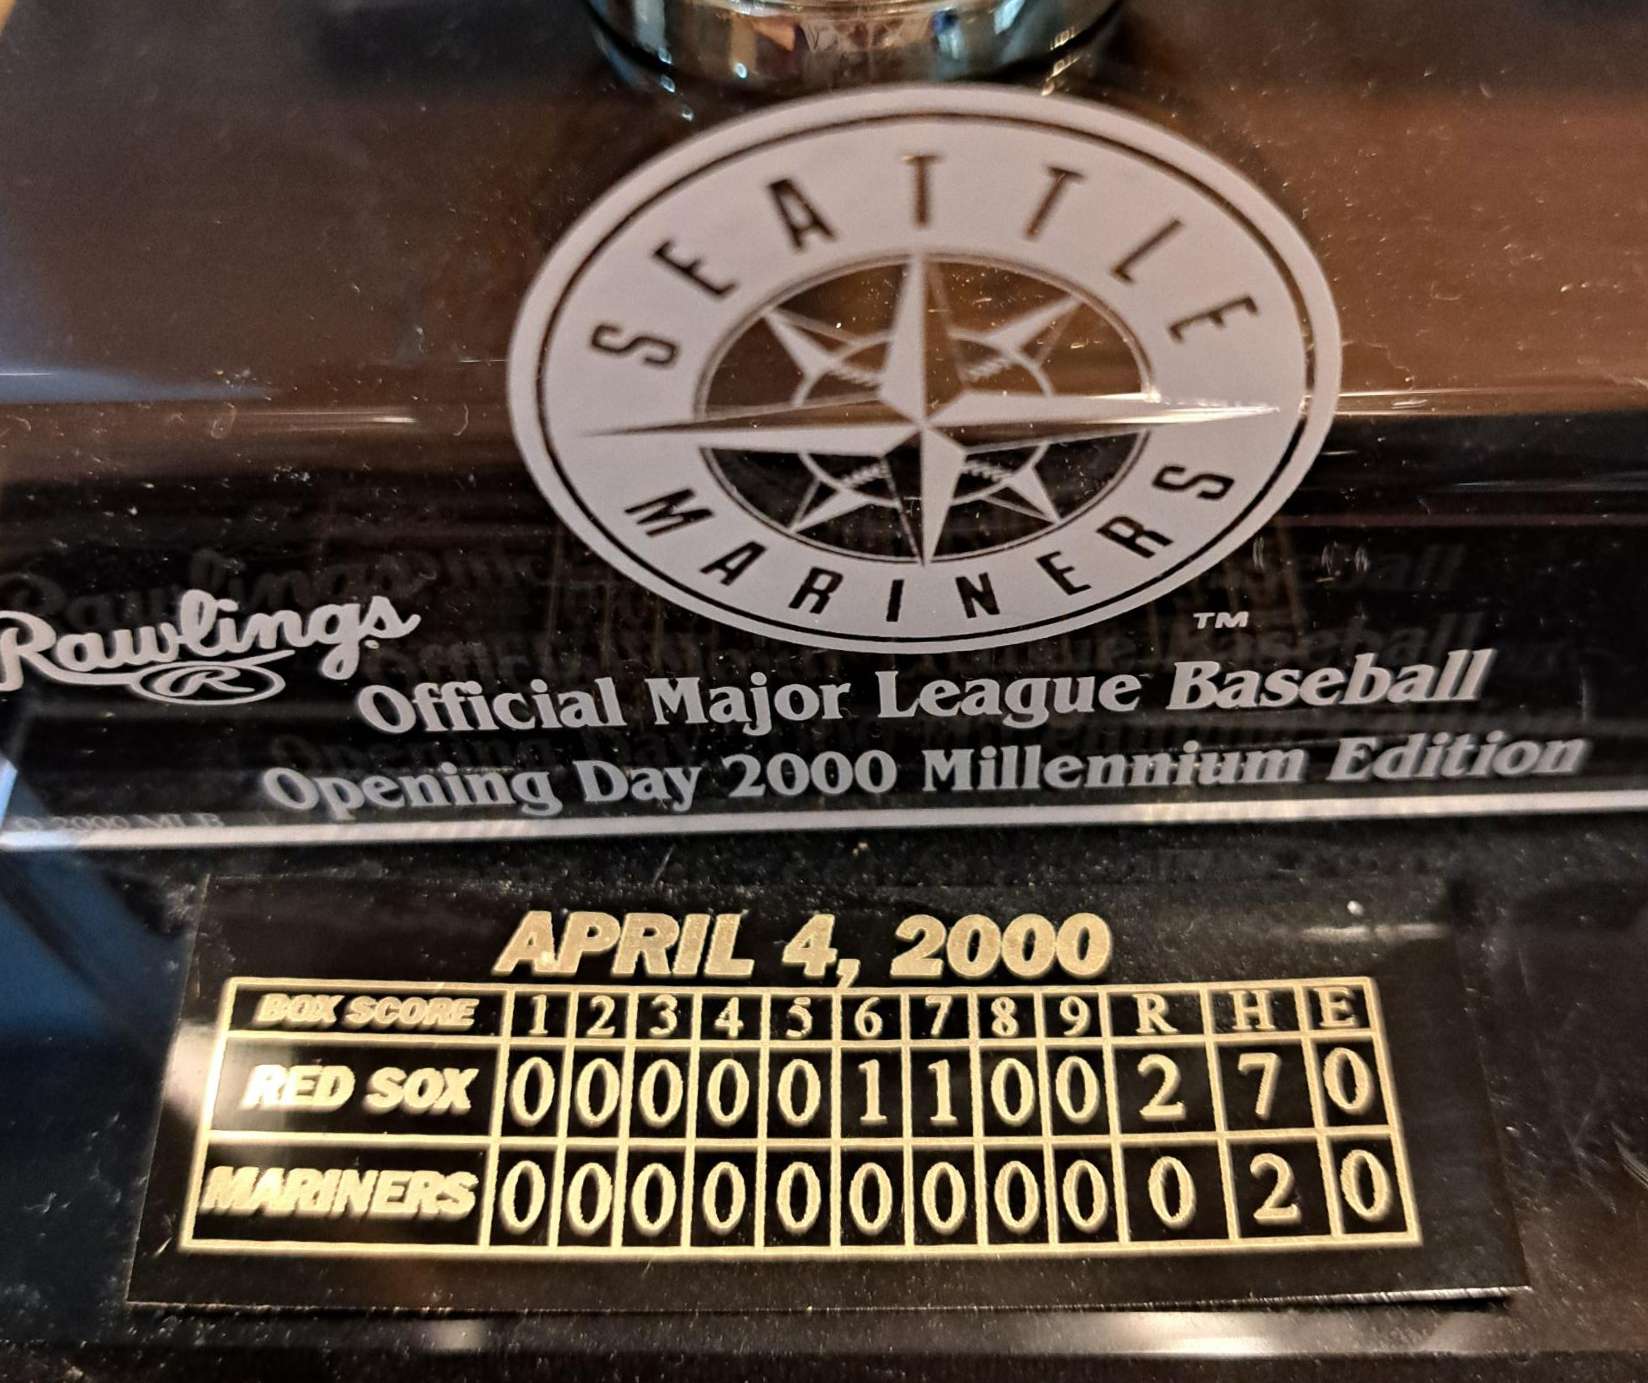 SEATTLE
MARINERS
TM
Rawlings
R
Official Major League Baseball
Opening Day 2000 Millennium Edition
2000 MLB
APRIL 4, 2000
BOX SCORE 1 2 3 4 5 6 7 8 9 R H E
RED SOX 0 0 0 0 0 1 1 0 0 2 7 0
MARINERS 0 0 0 0 0 0 0 0 0 0 2 0